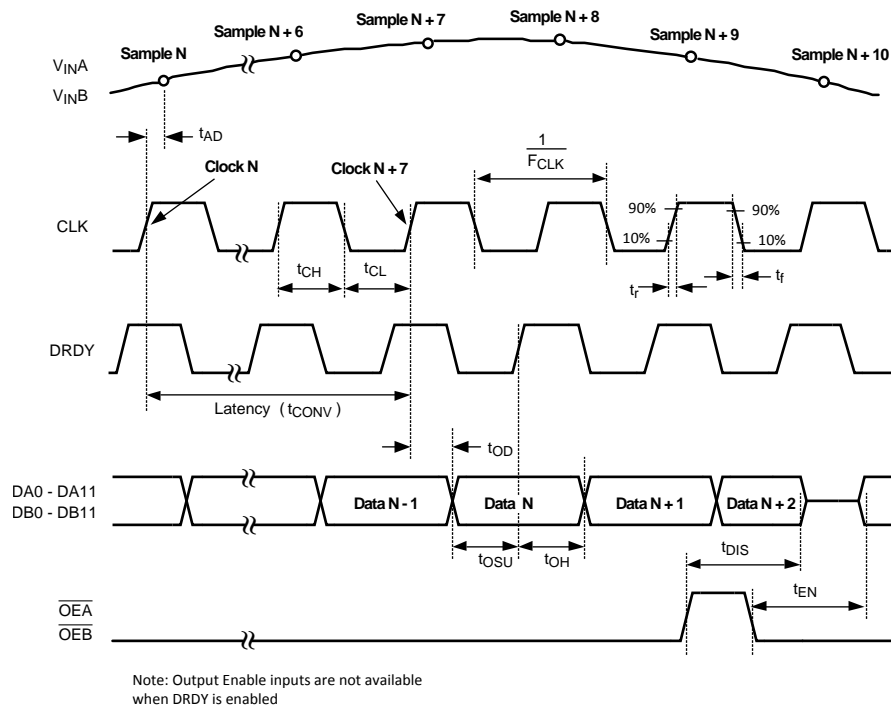 Sample N
Sample N + 6
Sample N + 7
Sample N + 8
Sample N + 9
Sample N + 10
VINA
VINB
tAD
Clock N
Clock N + 7
1
FCLK
CLK
90%
90%
10%
10%
tCH
tCL
tr
tf
DRDY
Latency ( tCONV )
tOD
DA0 - DA11
DB0 - DB11
Data N - 1
Data N
Data N + 1
Data N + 2
tOSU
tOH
tDIS
tEN
OEA
OEB
Note: Output Enable inputs are not available
when DRDY is enabled